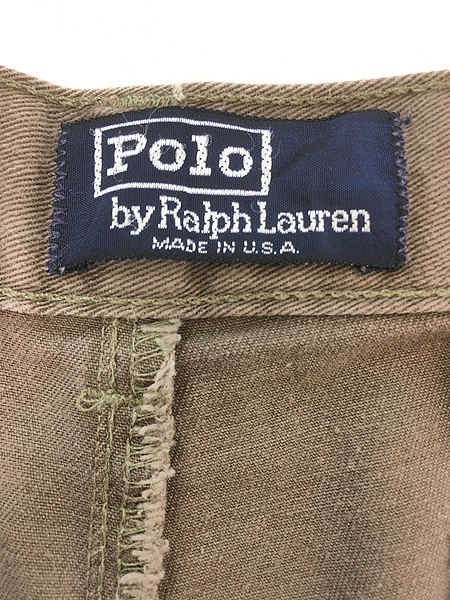 Polo
by Ralph Lauren
MADE IN U.S.A.